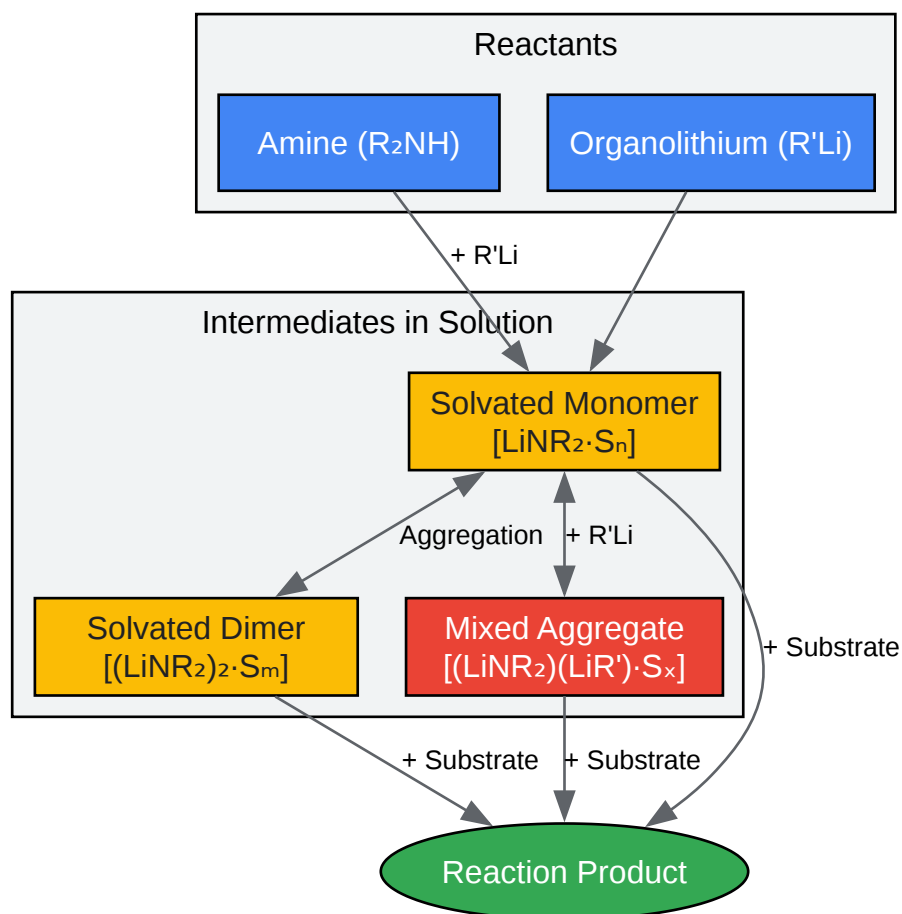 Reactants
Amine (R₂NH)
Organolithium (R'Li)
+ R'Li
Intermediates in Solution
Solvated Monomer
[LiNR₂·Sₙ]
Aggregation
+ R'Li
Solvated Dimer
[(LiNR₂)₂·Sₘ]
Mixed Aggregate
[(LiNR₂)(LiR')·Sₓ]
+ Substrate
+ Substrate
+ Substrate
Reaction Product